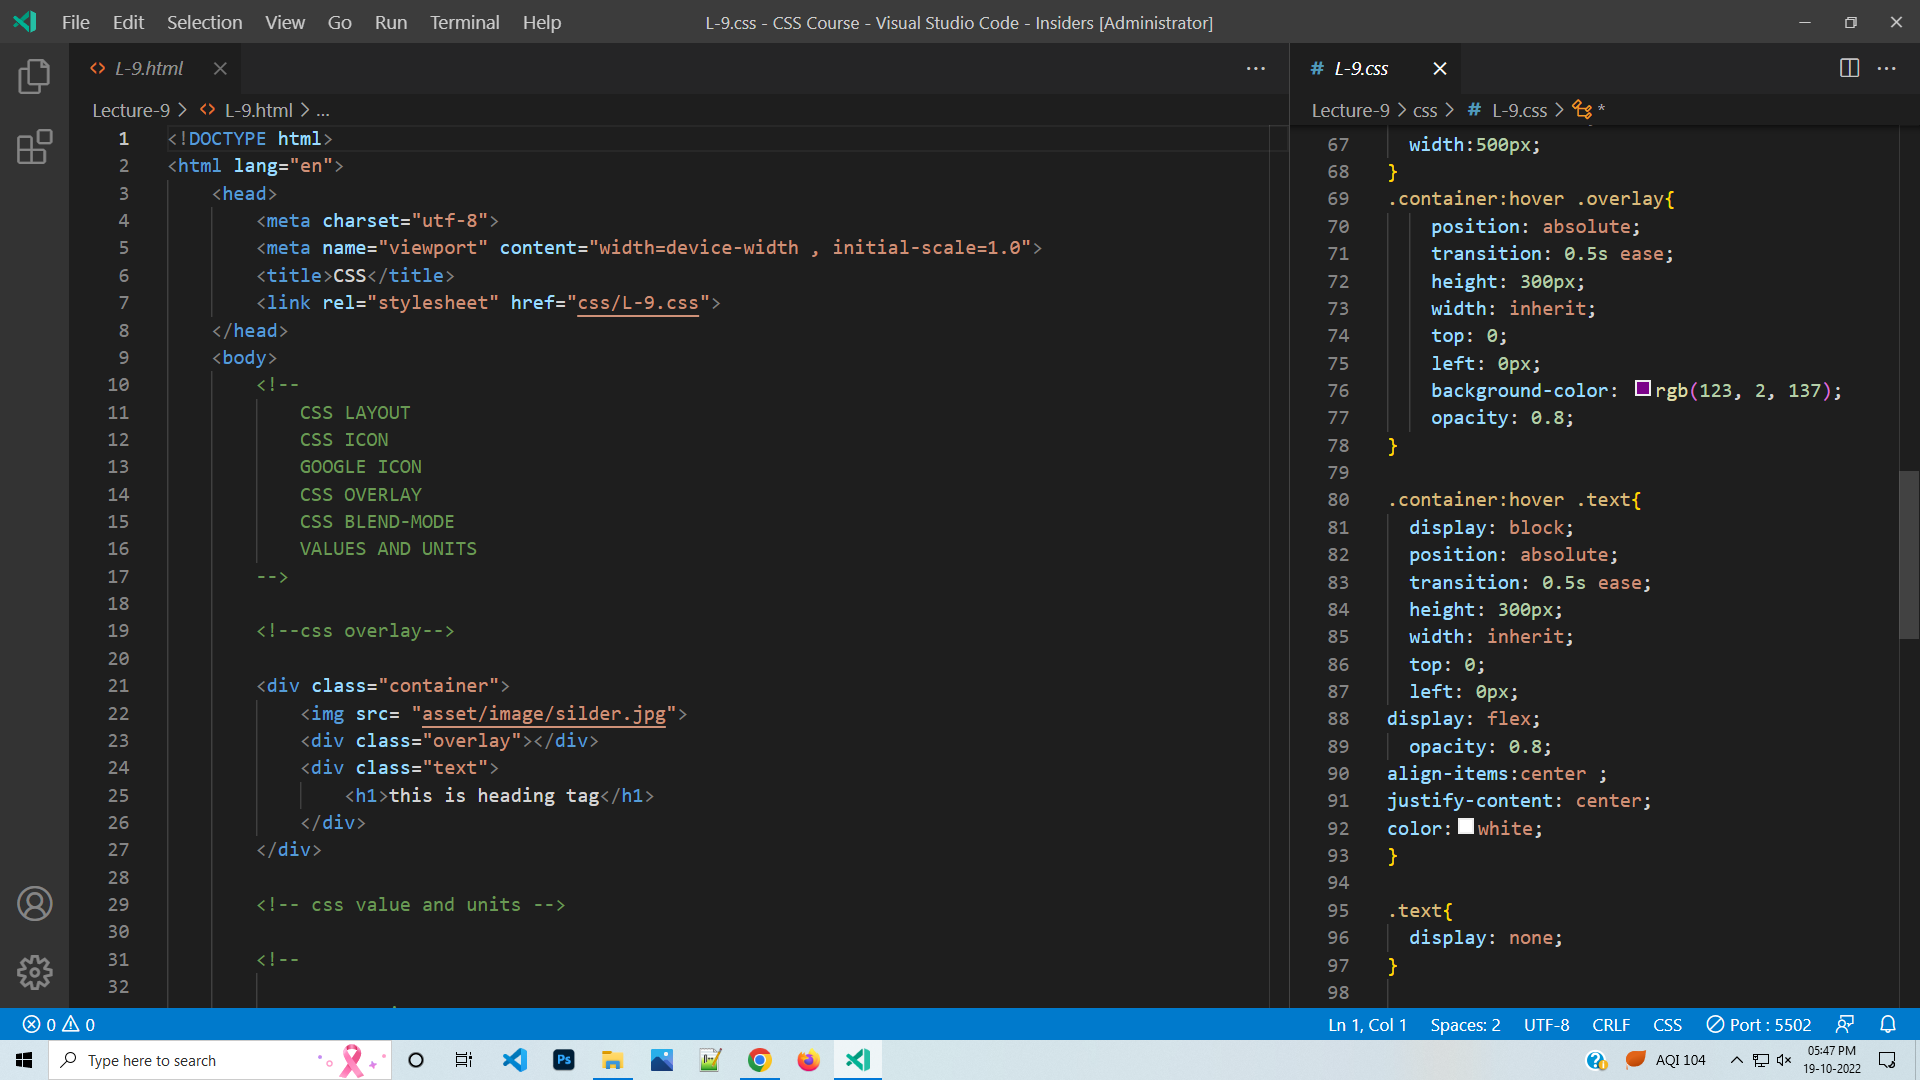 File Edit Selection View Go Run Terminal Help
L-9.css - CSS Course - Visual Studio Code - Insiders [Administrator]
<> L-9.html
Lecture-9 > <> L-9.html > ...
1 <!DOCTYPE html>
2 <html lang="en">
3 <head>
4 <meta charset="utf-8">
5 <meta name="viewport" content="width=device-width , initial-scale=1.0">
6 <title>CSS</title>
7 <link rel="stylesheet" href="css/L-9.css">
8 </head>
9 <body>
10 <!--
11 CSS LAYOUT
12 CSS ICON
13 GOOGLE ICON
14 CSS OVERLAY
15 CSS BLEND-MODE
16 VALUES AND UNITS
17 -->
18
19 <!--css overlay-->
20
21 <div class="container">
22 <img src= "asset/image/silder.jpg">
23 <div class="overlay"></div>
24 <div class="text">
25 <h1>this is heading tag</h1>
26 </div>
27 </div>
28
29 <!-- css value and units -->
30
31 <!--
32
# L-9.css
Lecture-9 > css > # L-9.css > *
67 width:500px;
68 }
69 .container:hover .overlay{
70 position: absolute;
71 transition: 0.5s ease;
72 height: 300px;
73 width: inherit;
74 top: 0;
75 left: 0px;
76 background-color: rgb(123, 2, 137);
77 opacity: 0.8;
78 }
79
80 .container:hover .text{
81 display: block;
82 position: absolute;
83 transition: 0.5s ease;
84 height: 300px;
85 width: inherit;
86 top: 0;
87 left: 0px;
88 display: flex;
89 opacity: 0.8;
90 align-items:center ;
91 justify-content: center;
92 color: white;
93 }
94
95 .text{
96 display: none;
97 }
98
0 0 Ln 1, Col 1 Spaces: 2 UTF-8 CRLF CSS Port : 5502
Type here to search
Ps
AQI 104
05:47 PM
19-10-2022